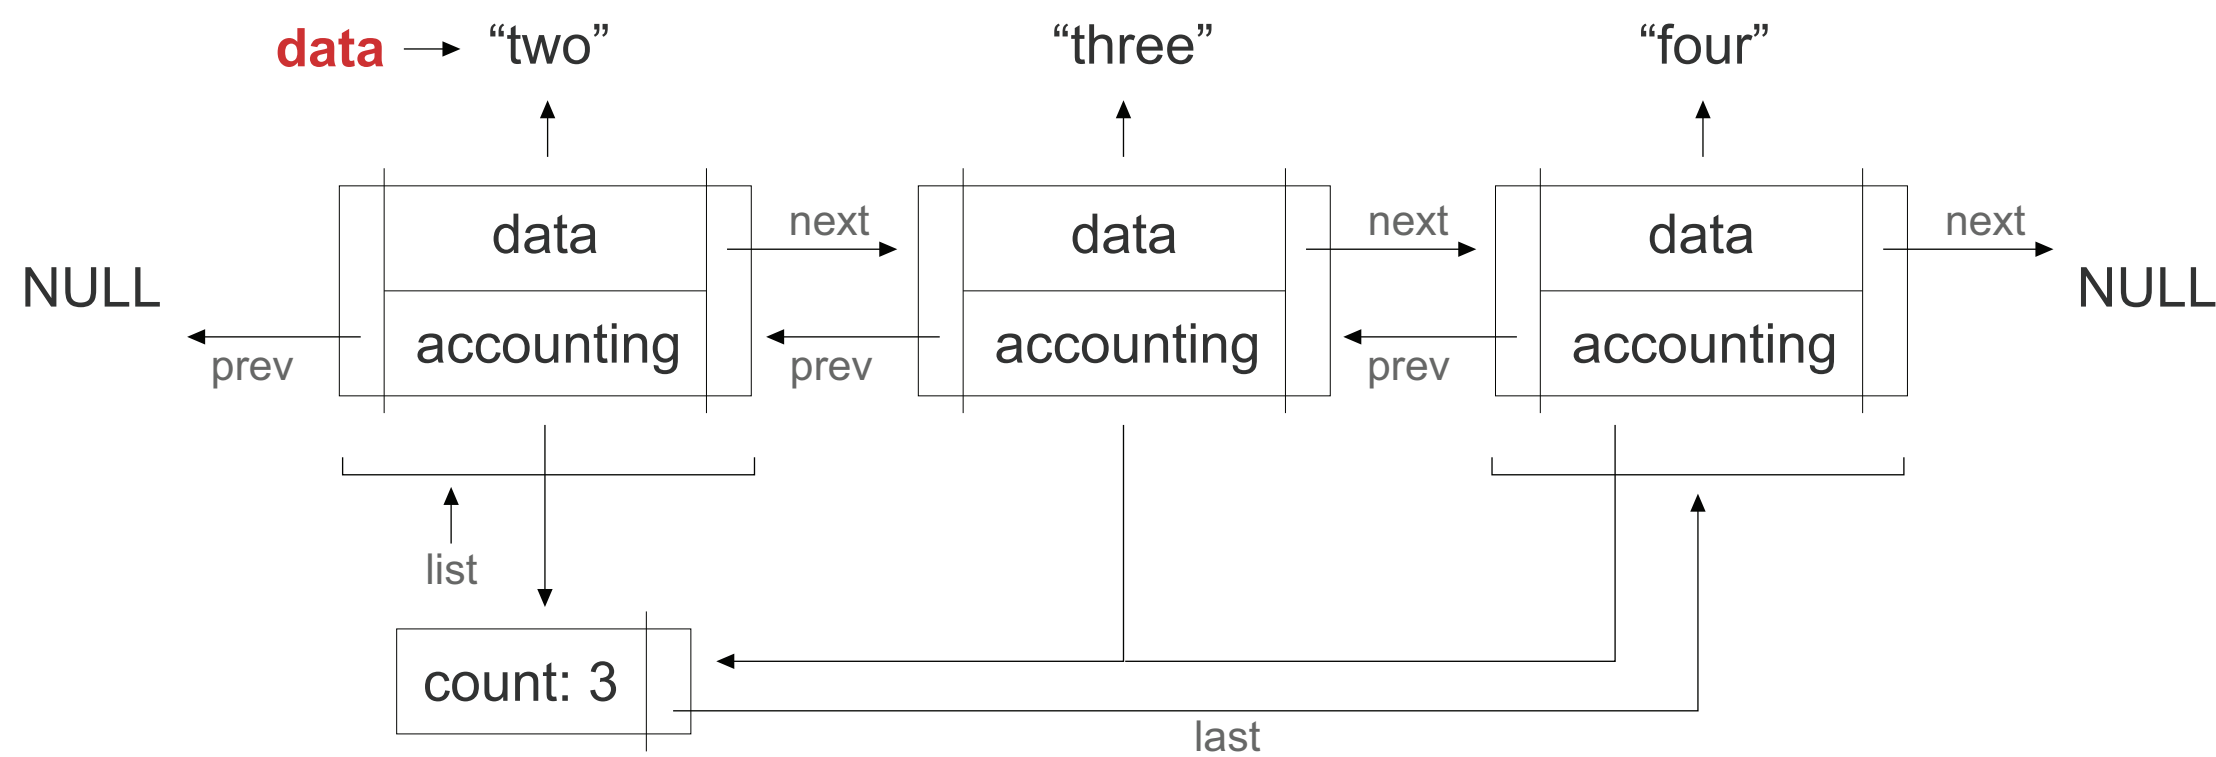 data “two” “three” “four”
data next data next data next
NULL NULL
prev accounting prev accounting prev accounting
list
count: 3
last